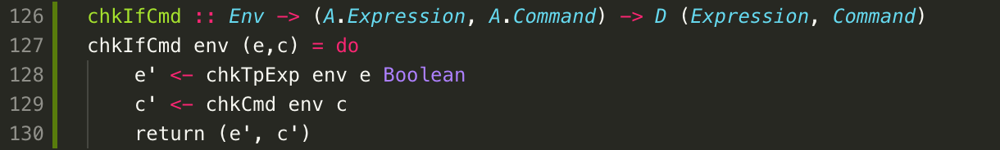 126 chkIfCmd :: Env -> (A.Expression, A.Command) -> D (Expression, Command)
127 chkIfCmd env (e,c) = do
128     e' <- chkTpExp env e Boolean
129     c' <- chkCmd env c
130     return (e', c')